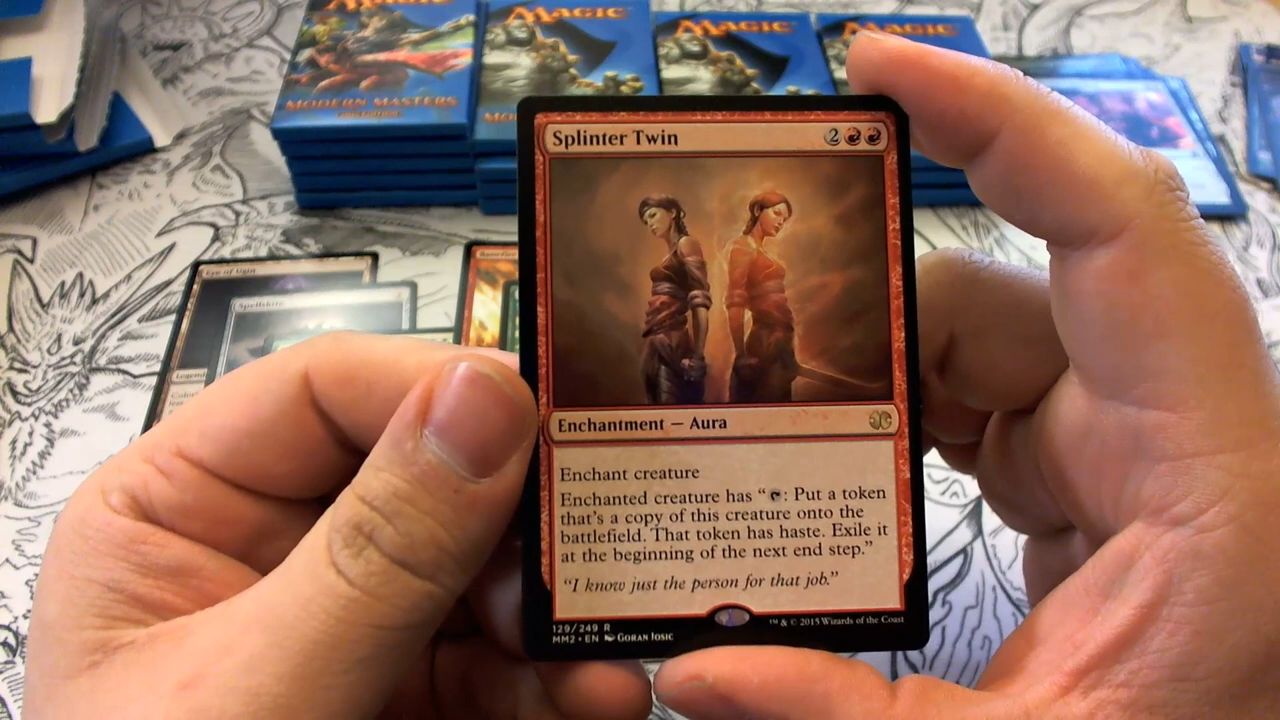 MAGIC
MAGIC
MAGIC
MAGIC
MODERN MASTERS
Eye of Ugin
Spellskite
Splinter Twin 2
Enchantment — Aura
Enchant creature
Enchanted creature has “: Put a token
that's a copy of this creature onto the
battlefield. That token has haste. Exile it
at the beginning of the next end step.”
“I know just the person for that job.”
129/249 R
MM2 • EN Goran Josic
™ & © 2015 Wizards of the Coast